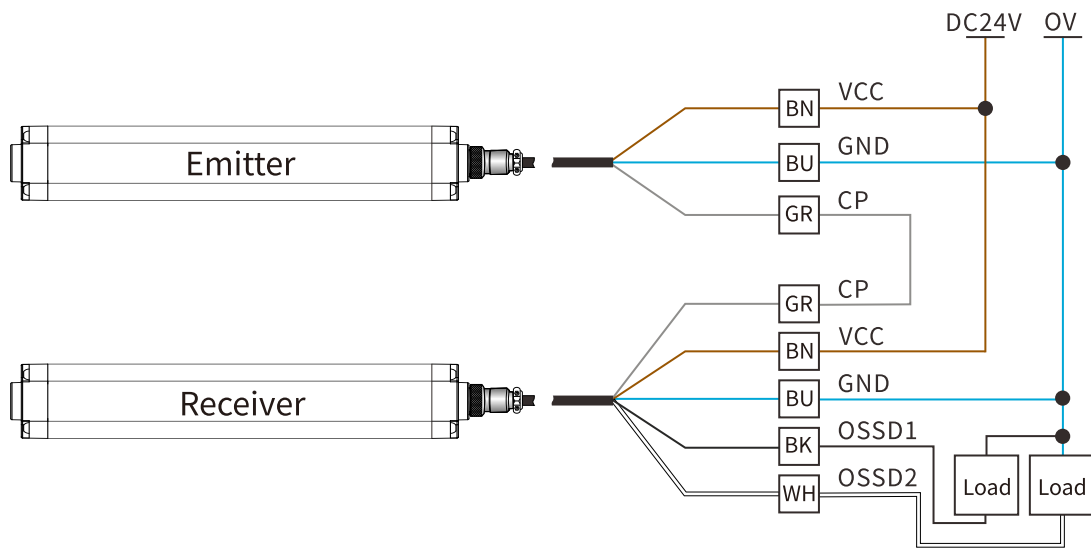 DC24V 0V
BN VCC
Emitter
BU GND
GR CP
GR CP
BN VCC
Receiver
BU GND
BK OSSD1
WH OSSD2
Load Load